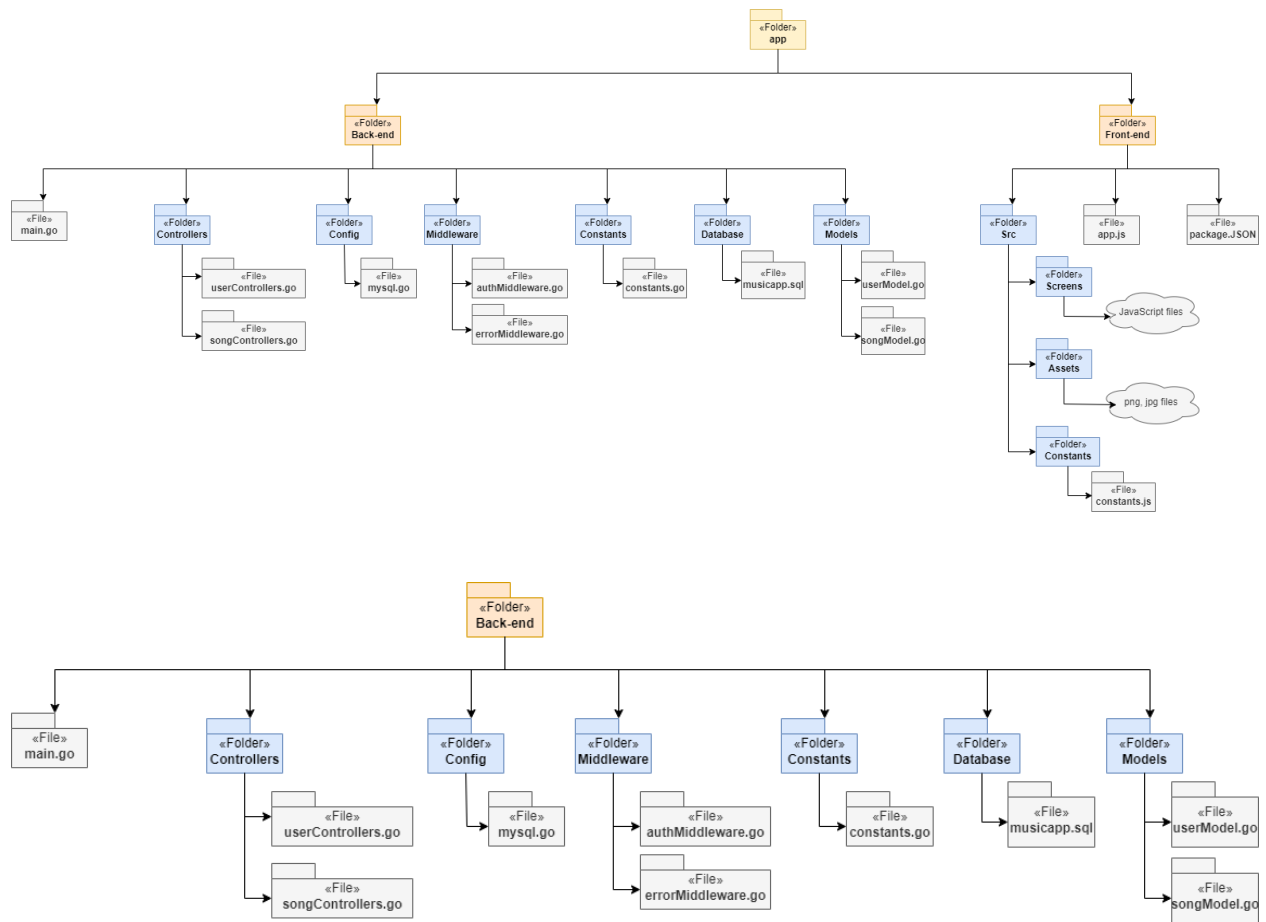 «Folder»
app
«Folder»
Back-end
«Folder»
Front-end
«File»
main.go
«Folder»
Controllers
«Folder»
Config
«Folder»
Middleware
«Folder»
Constants
«Folder»
Database
«Folder»
Models
«Folder»
Src
«File»
app.js
«File»
package.JSON
«File»
userControllers.go
«File»
songControllers.go
«File»
mysql.go
«File»
authMiddleware.go
«File»
errorMiddleware.go
«File»
constants.go
«File»
musicapp.sql
«File»
userModel.go
«File»
songModel.go
«Folder»
Screens
JavaScript files
«Folder»
Assets
png, jpg files
«Folder»
Constants
«File»
constants.js
«Folder»
Back-end
«File»
main.go
«Folder»
Controllers
«Folder»
Config
«Folder»
Middleware
«Folder»
Constants
«Folder»
Database
«Folder»
Models
«File»
userControllers.go
«File»
songControllers.go
«File»
mysql.go
«File»
authMiddleware.go
«File»
errorMiddleware.go
«File»
constants.go
«File»
musicapp.sql
«File»
userModel.go
«File»
songModel.go